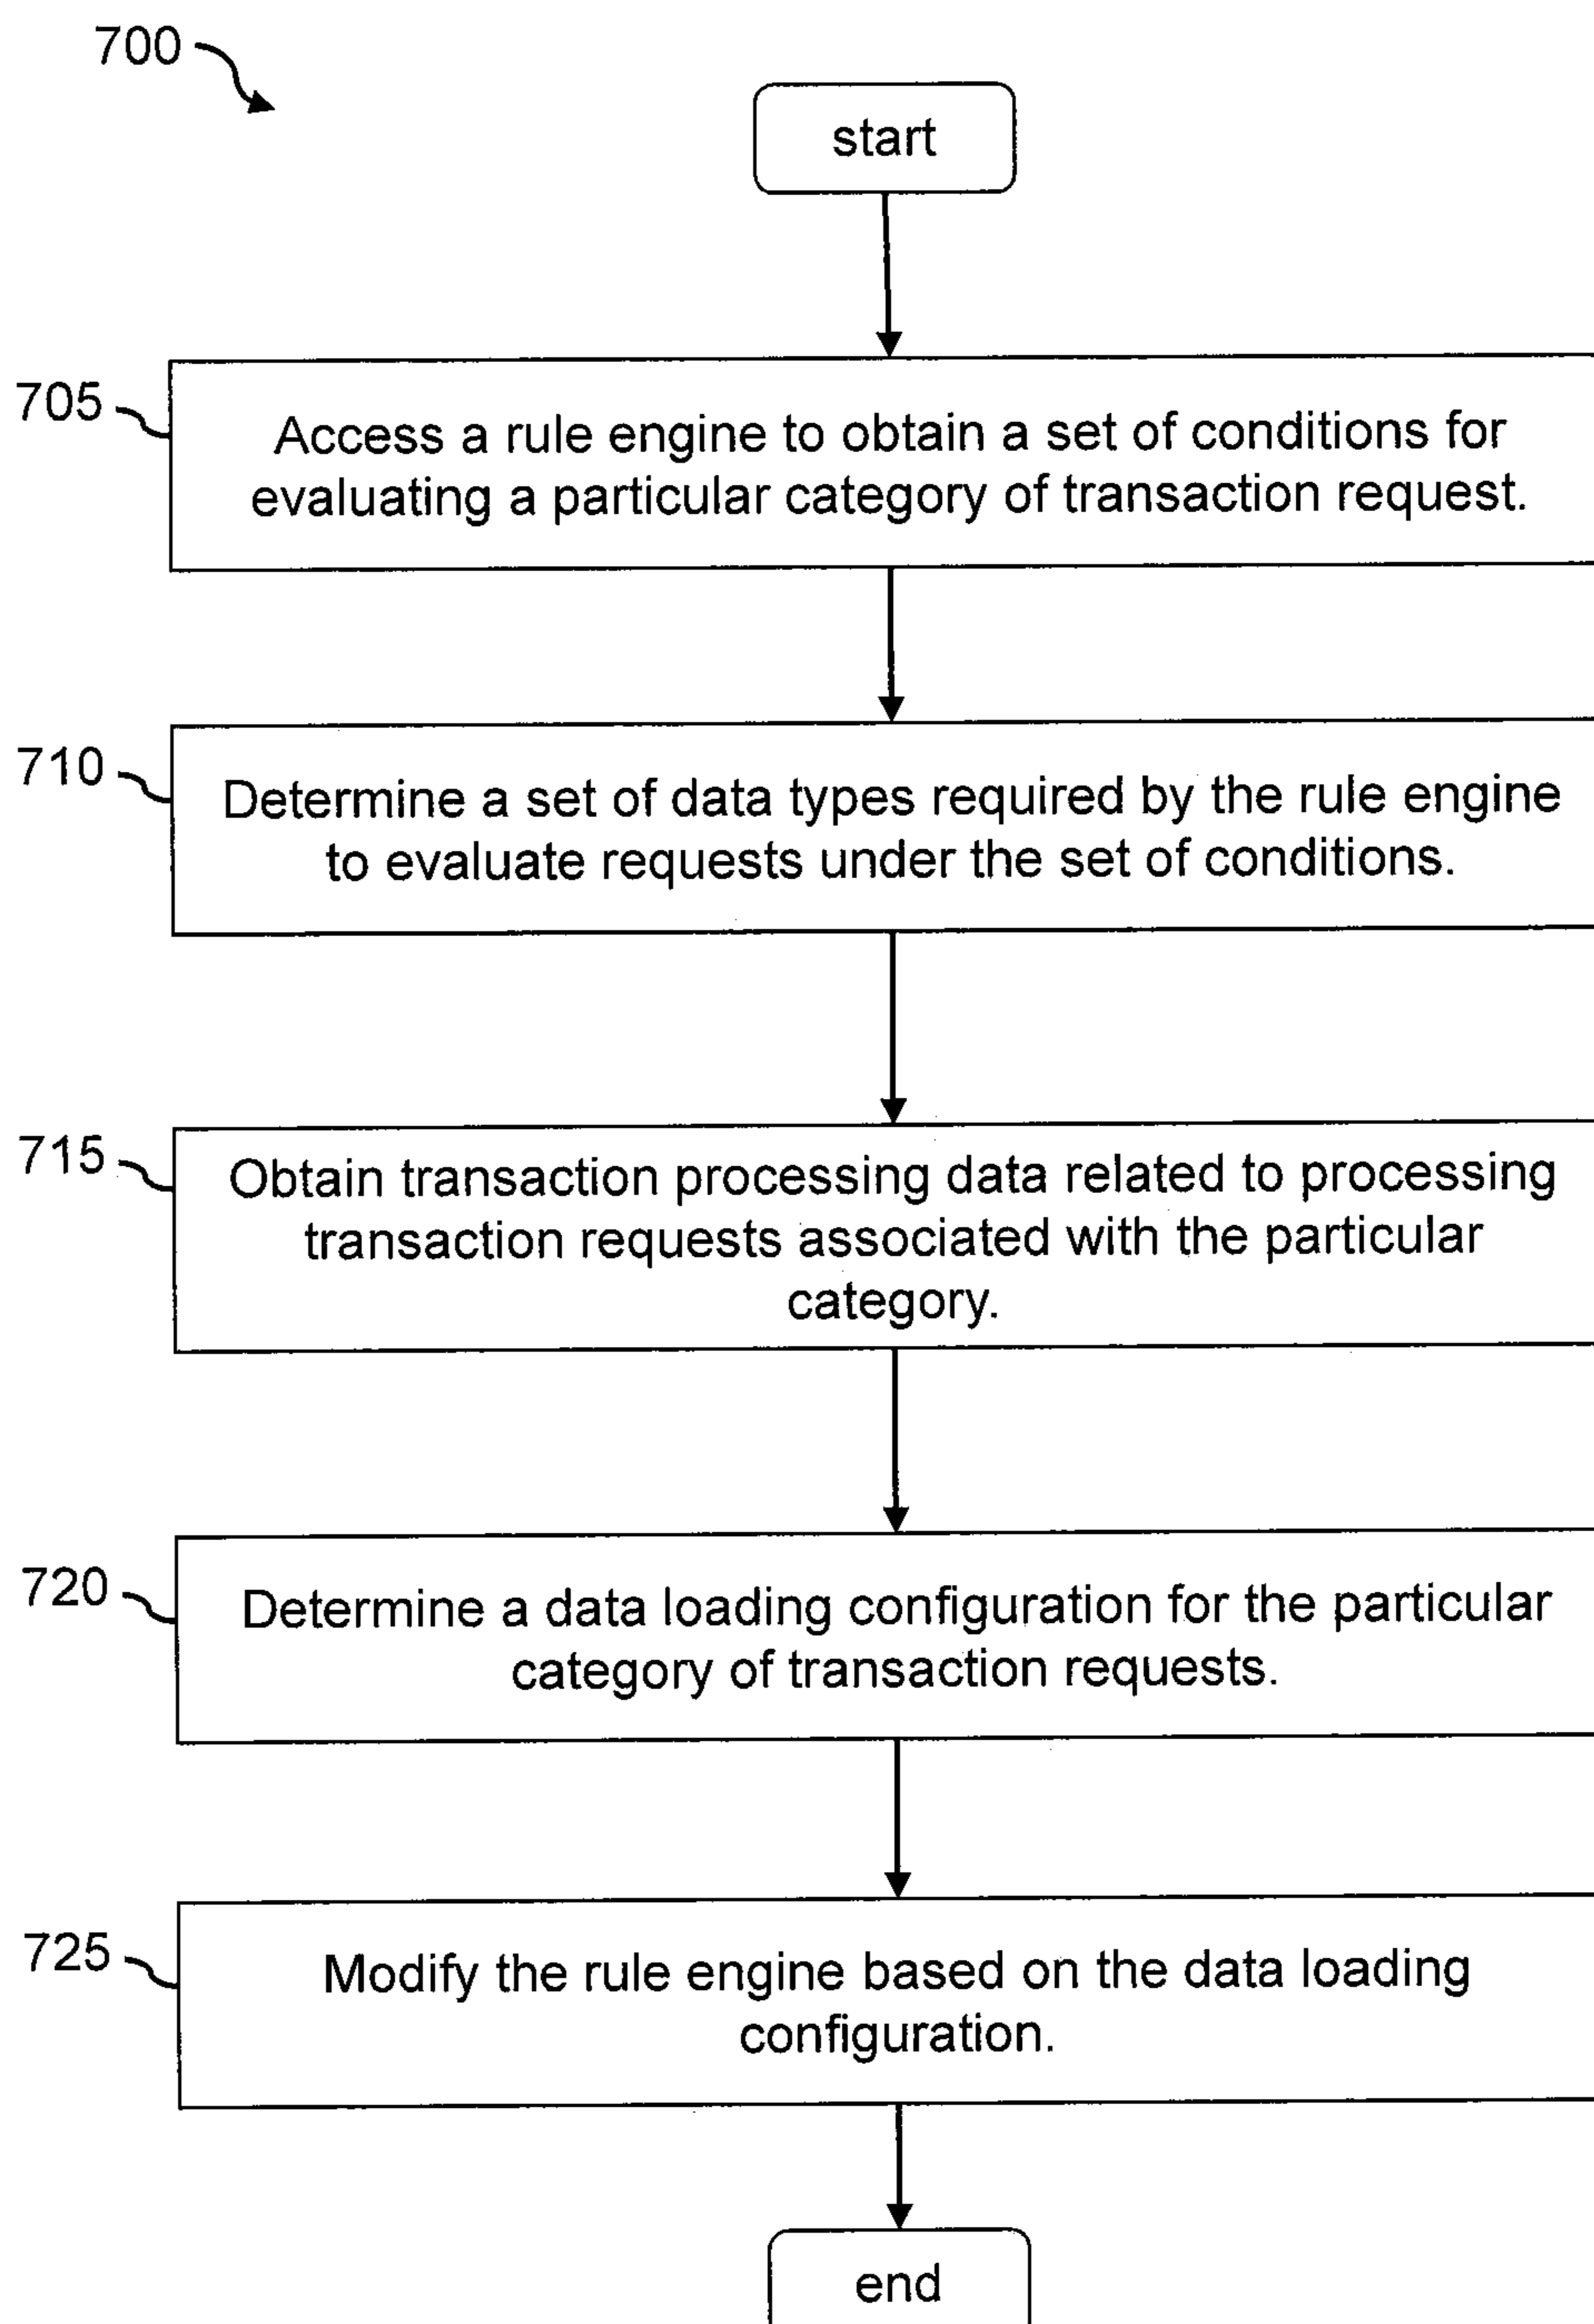 700
start
705
Access a rule engine to obtain a set of conditions for
evaluating a particular category of transaction request.
710
Determine a set of data types required by the rule engine
to evaluate requests under the set of conditions.
715
Obtain transaction processing data related to processing
transaction requests associated with the particular
category.
720
Determine a data loading configuration for the particular
category of transaction requests.
725
Modify the rule engine based on the data loading
configuration.
end